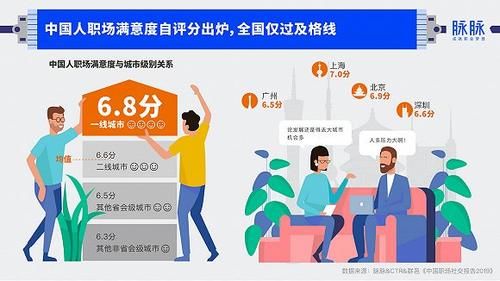 中国人职场满意度自评分出炉,全国仅过及格线
脉脉
成就职业梦想
中国人职场满意度与城市级别关系
6.8分
一线城市
均值
6.6分
二线城市
6.5分
其他省会级城市
6.3分
其他非省会级城市
上海
7.0分
北京
6.9分
广州
6.5分
深圳
6.6分
论发展还是得去大城市
机会多
人多压力大啊!
数据来源:脉脉&CTR&群邑《中国职场社交报告2019》